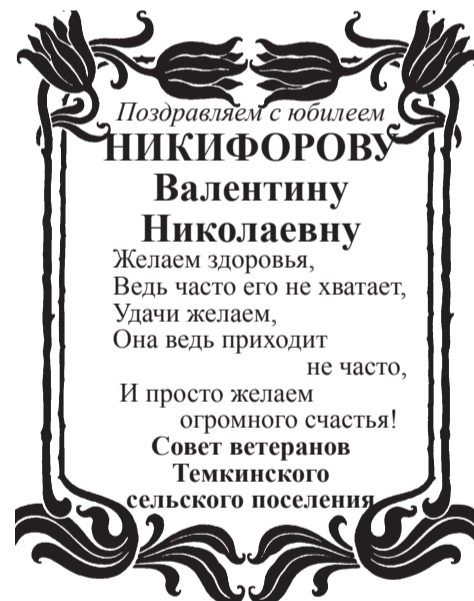 Поздравляем с юбилеем
НИКИФОРОВУ
Валентину
Николаевну
Желаем здоровья,
Ведь часто его не хватает,
Удачи желаем,
Она ведь приходит
не часто,
И просто желаем
огромного счастья!
Совет ветеранов
Темкинского
сельского поселения